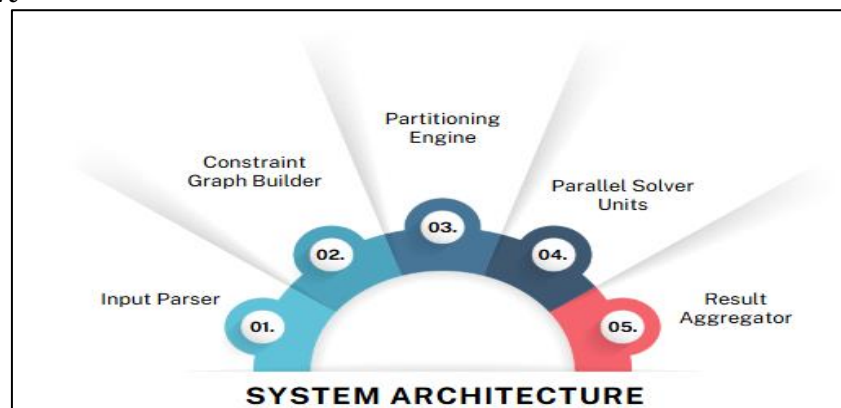 Input Parser
01.
Constraint
Graph Builder
02.
Partitioning
Engine
03.
Parallel Solver
Units
04.
Result
Aggregator
05.
SYSTEM ARCHITECTURE